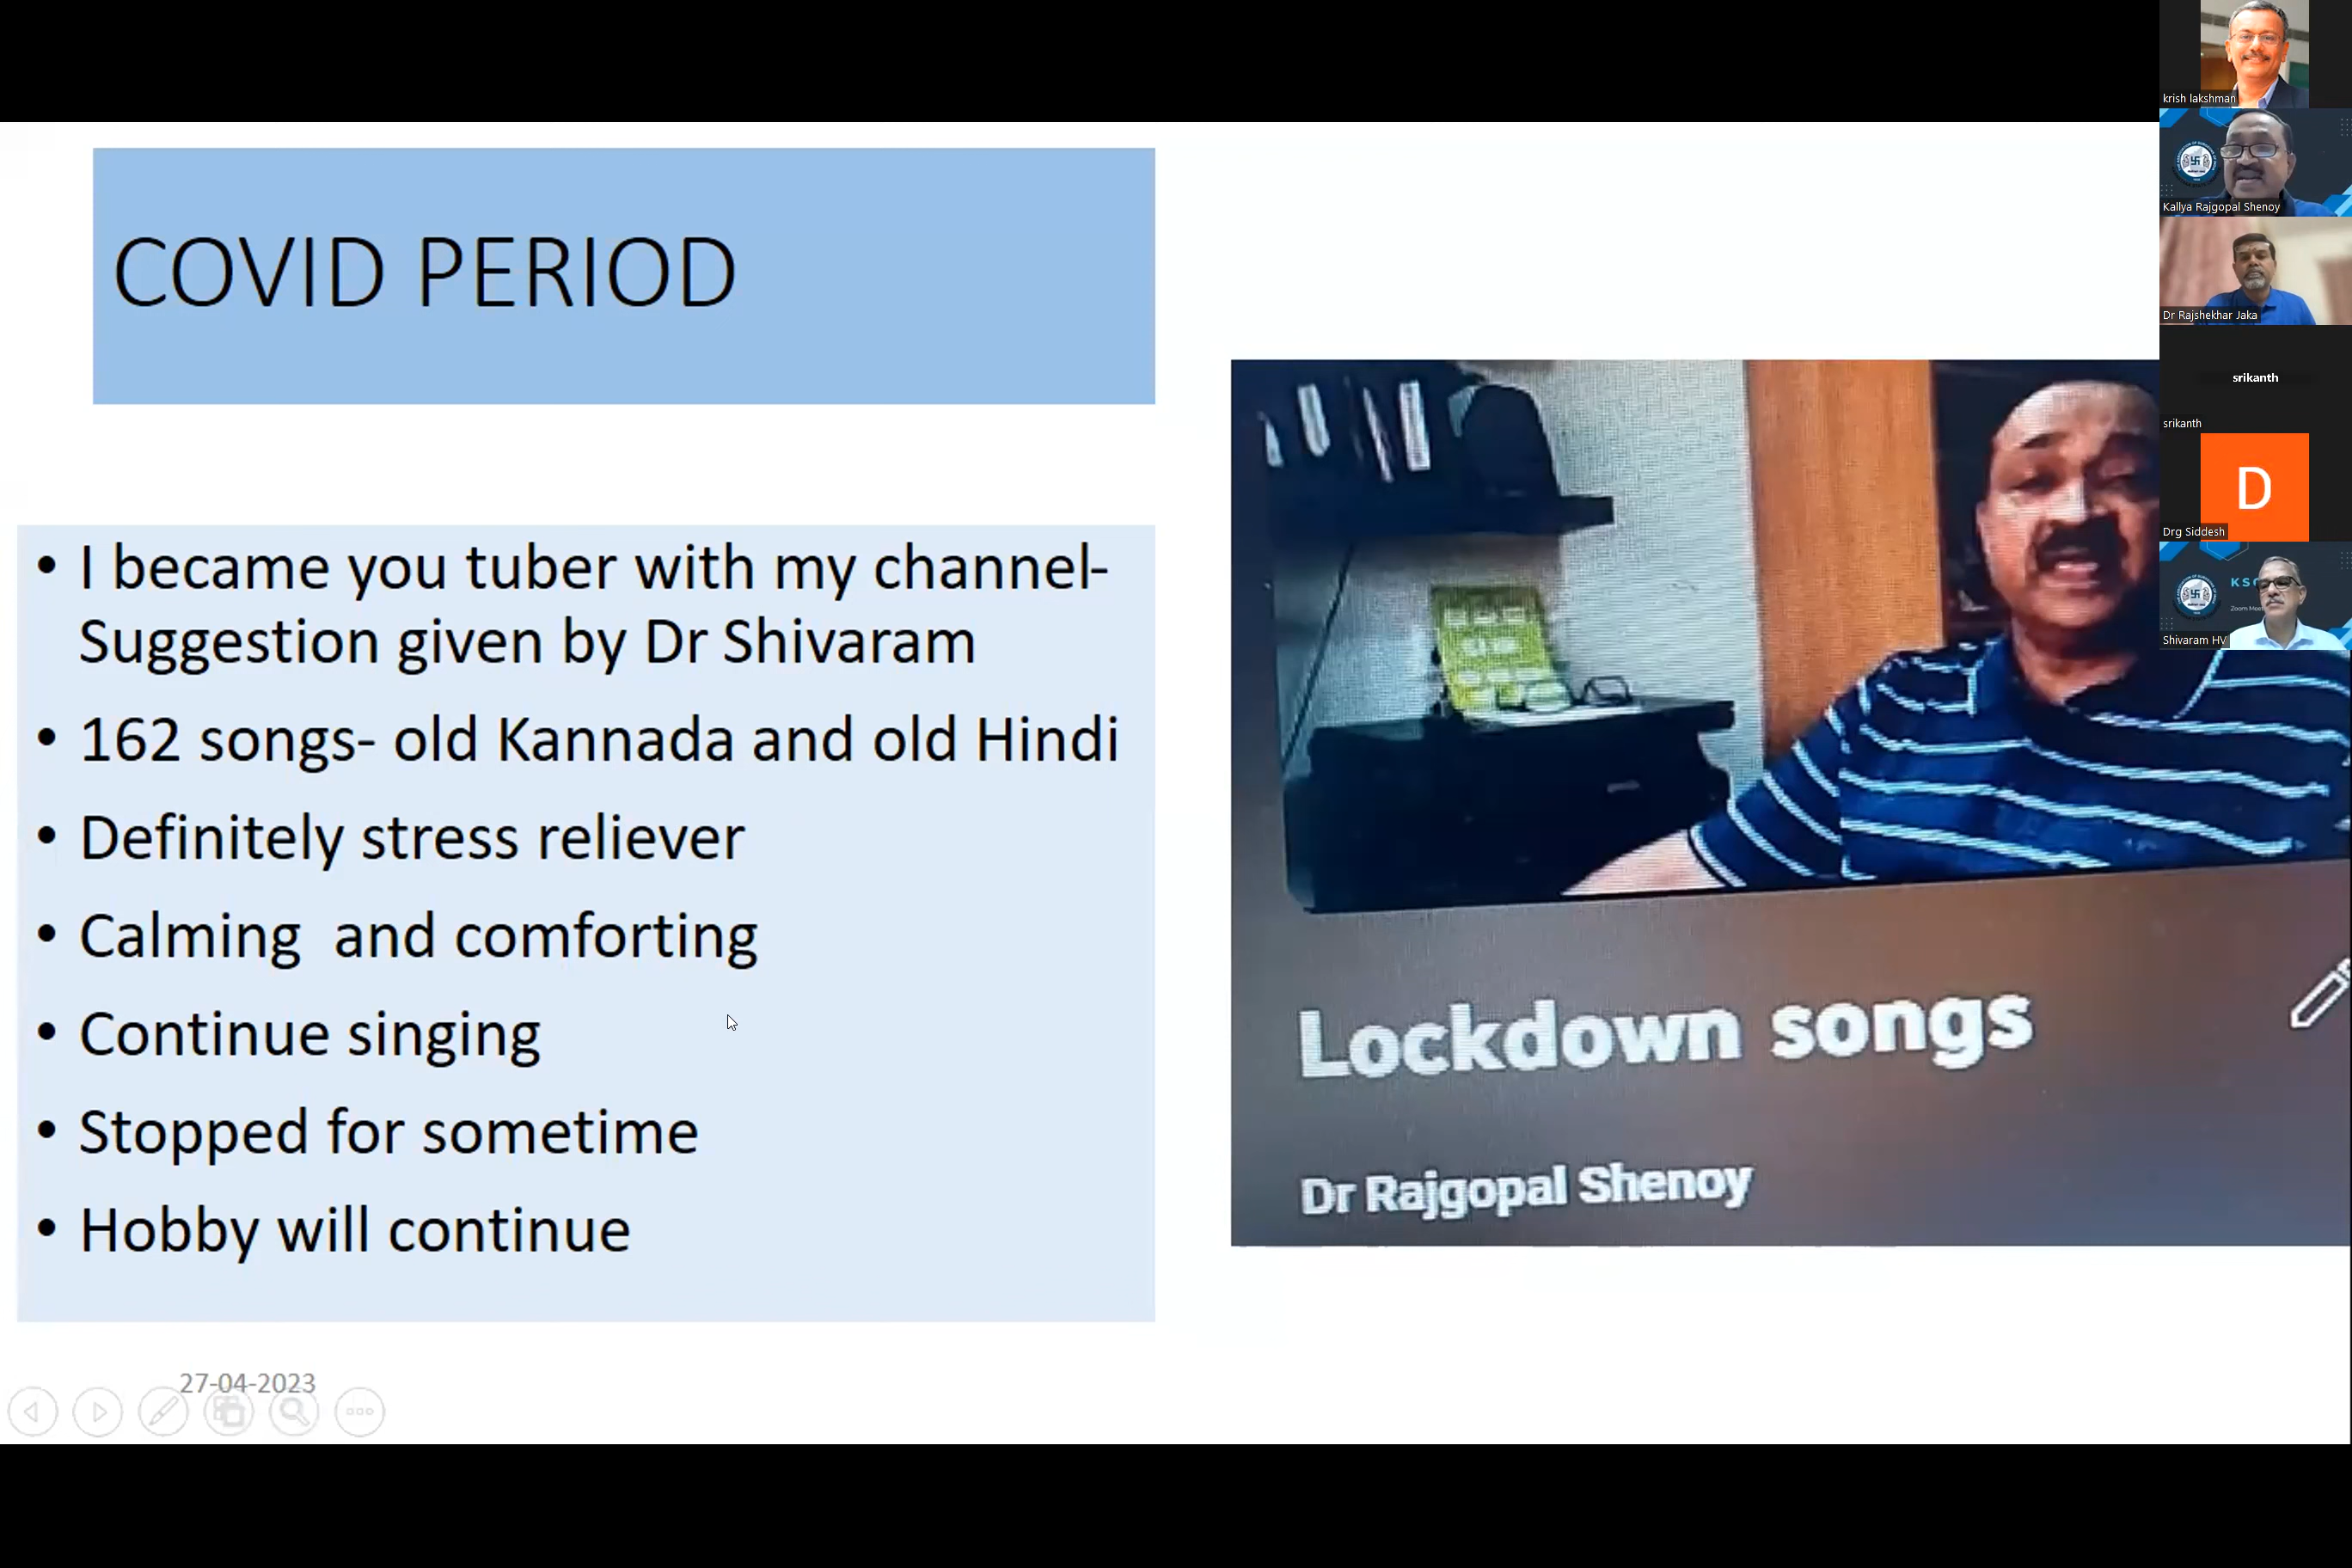 COVID PERIOD
• I became you tuber with my channel-
Suggestion given by Dr Shivaram
• 162 songs- old Kannada and old Hindi
• Definitely stress reliever
• Calming  and comforting
• Continue singing
• Stopped for sometime
• Hobby will continue
27-04-2023
Lockdown songs
Dr Rajgopal Shenoy
krish lakshman
Kallya Rajgopal Shenoy
Dr Rajshekhar Jaka
srikanth
srikanth
D
Drg Siddesh
Shivaram HV